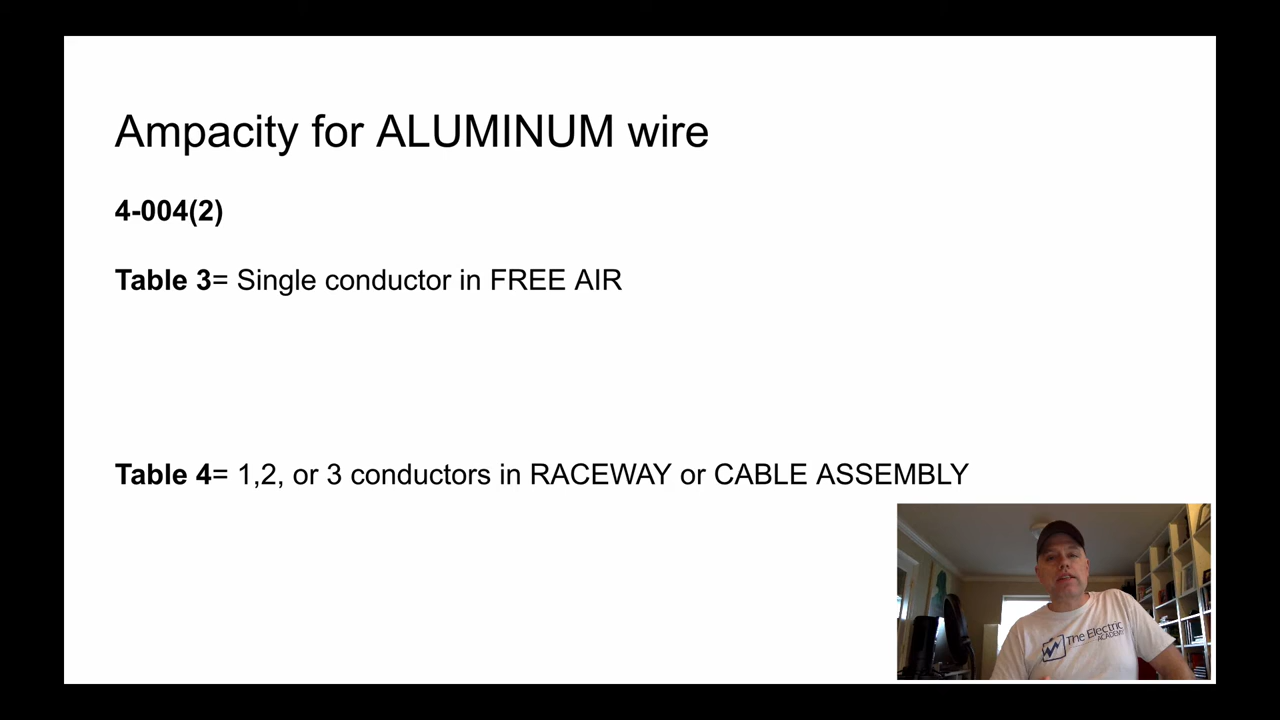 Ampacity for ALUMINUM wire
4-004(2)
Table 3= Single conductor in FREE AIR
Table 4= 1,2, or 3 conductors in RACEWAY or CABLE ASSEMBLY
The Electric
ACADEMY